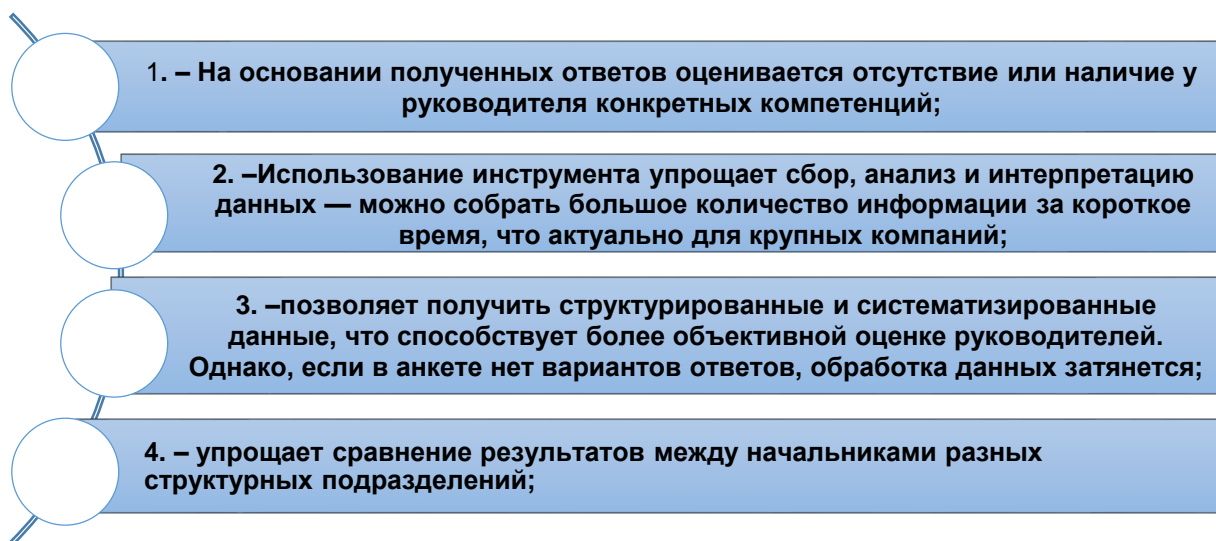 1. – На основании полученных ответов оценивается отсутствие или наличие у
руководителя конкретных компетенций;
2. –Использование инструмента упрощает сбор, анализ и интерпретацию
данных — можно собрать большое количество информации за короткое
время, что актуально для крупных компаний;
3. –позволяет получить структурированные и систематизированные
данные, что способствует более объективной оценке руководителей.
Однако, если в анкете нет вариантов ответов, обработка данных затянется;
4. – упрощает сравнение результатов между начальниками разных
структурных подразделений;